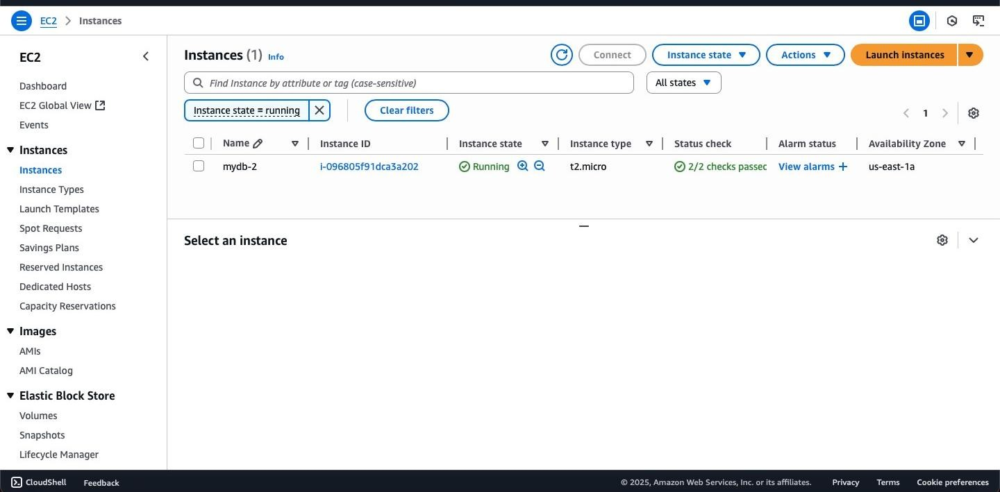 EC2 Instances
EC2
Dashboard
EC2 Global View
Events
Instances
Instances
Instance Types
Launch Templates
Spot Requests
Savings Plans
Reserved Instances
Dedicated Hosts
Capacity Reservations
Images
AMIs
AMI Catalog
Elastic Block Store
Volumes
Snapshots
Lifecycle Manager
Instances (1) Info
Connect Instance state Actions Launch instances
Find Instance by attribute or tag (case-sensitive) All states
Instance state = running Clear filters 1
Name Instance ID Instance state Instance type Status check Alarm status Availability Zone
mydb-2 i-096805f91dca3a202 Running t2.micro 2/2 checks passec View alarms us-east-1a
Select an instance
CloudShell Feedback © 2025, Amazon Web Services, Inc. or its affiliates. Privacy Terms Cookie preferences